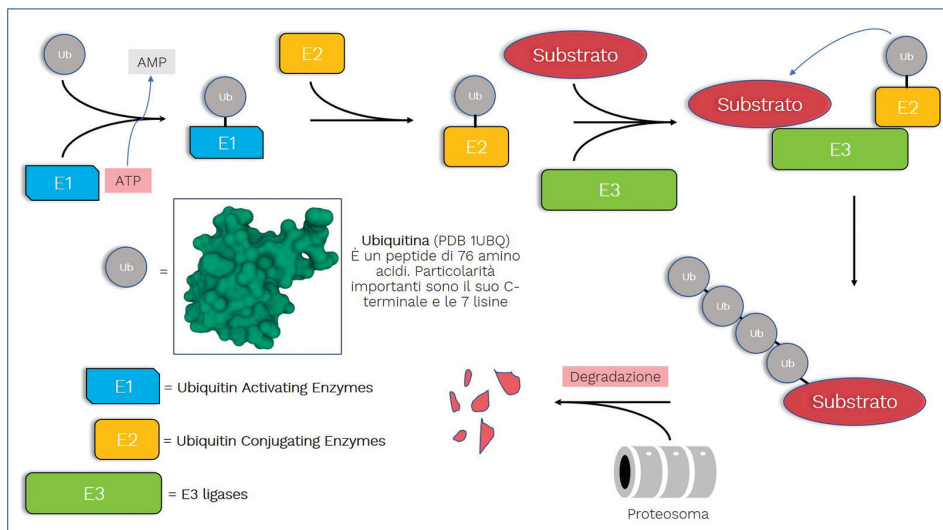 Ub
AMP
E2
Substrato
Ub
Ub
Ub
Substrato
E2
E1
E2
E3
ATP
E1
E3
Ub
=
Ubiquitina (PDB 1UBQ)
È un peptide di 76 amino
acidi. Particolarità
importanti sono il suo C-
terminale e le 7 lisine
Ub
Ub
Ub
Ub
Substrato
Degradazione
E1 = Ubiquitin Activating Enzymes
E2 = Ubiquitin Conjugating Enzymes
E3 = E3 ligases
Proteosoma